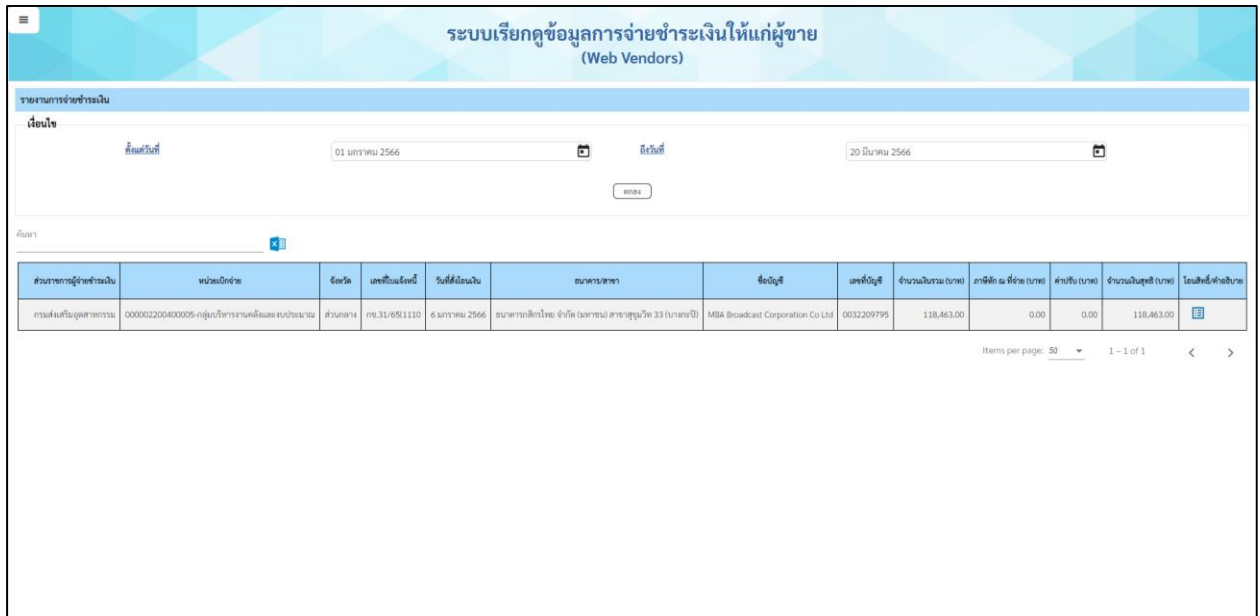 ระบบเรียกดูข้อมูลการจ่ายชำระเงินให้แก่ผู้ขาย
(Web Vendors)
รายงานการจ่ายชำระเงิน
เงื่อนไข
ตั้งแต่วันที่ 01 มกราคม 2566 ถึงวันที่ 20 มีนาคม 2566
ตกลง
ค้นหา
ส่วนราชการผู้จ่ายชำระเงิน หน่วยเบิกจ่าย จังหวัด เลขที่ใบแจ้งหนี้ วันที่สั่งโอนเงิน ธนาคาร/สาขา ชื่อบัญชี เลขที่บัญชี จำนวนเงินรวม (บาท) ภาษีหัก ณ ที่จ่าย (บาท) ค่าปรับ (บาท) จำนวนเงินสุทธิ (บาท) โอนสิทธิ์/คำอธิบาย
กรมส่งเสริมอุตสาหกรรม 000002200400005-กลุ่มบริหารงานคลังและงบประมาณ ส่วนกลาง กข.31/65(1110 6 มกราคม 2566 ธนาคารกสิกรไทย จำกัด (มหาชน) สาขาสุขุมวิท 33 (บางกะปิ) MBA Broadcast Corporation Co Ltd 0032209795 118,463.00 0.00 0.00 118,463.00
Items per page: 50 1 – 1 of 1